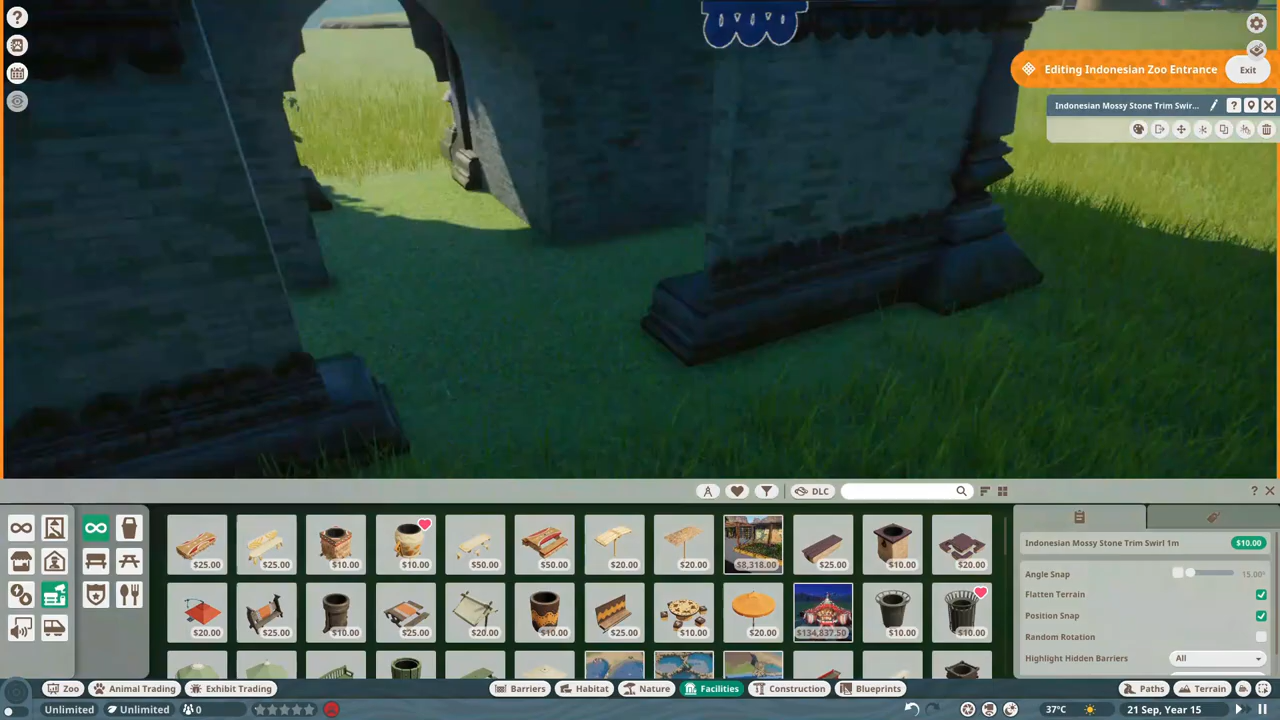 Editing Indonesian Zoo Entrance
Exit
Indonesian Mossy Stone Trim Swir...
DLC
$25.00
$25.00
$10.00
$10.00
$50.00
$50.00
$20.00
$20.00
$8,318.00
$25.00
$10.00
$20.00
$20.00
$25.00
$10.00
$25.00
$20.00
$10.00
$25.00
$10.00
$20.00
$134,837.50
$10.00
$10.00
Indonesian Mossy Stone Trim Swirl 1m
$10.00
Angle Snap
15.00°
Flatten Terrain
Position Snap
Random Rotation
Highlight Hidden Barriers
All
Zoo
Animal Trading
Exhibit Trading
Barriers
Habitat
Nature
Facilities
Construction
Blueprints
Paths
Terrain
Unlimited
Unlimited
0
37°C
21 Sep, Year 15